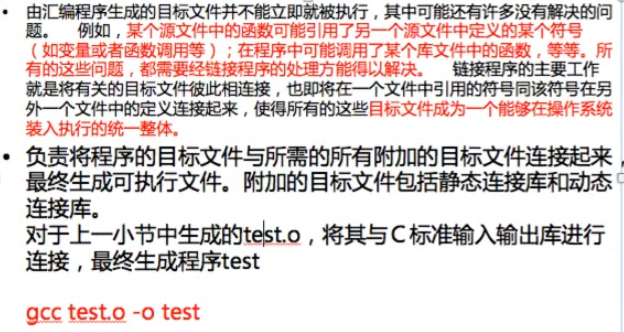 • 由汇编程序生成的目标文件并不能立即就被执行，其中可能还有许多没有解决的问
题。 例如，某个源文件中的函数可能引用了另一个源文件中定义的某个符号
（如变量或者函数调用等）；在程序中可能调用了某个库文件中的函数，等等。所
有的这些问题，都需要经链接程序的处理方能得以解决。 链接程序的主要工作
就是将有关的目标文件彼此相连接，也即将在一个文件中引用的符号同该符号在另
外一个文件中的定义连接起来，使得所有的这些目标文件成为一个能够在操作系统
装入执行的统一整体。
• 负责将程序的目标文件与所需的所有附加的目标文件连接起来，
最终生成可执行文件。附加的目标文件包括静态连接库和动态
连接库。
对于上一小节中生成的test.o，将其与C标准输入输出库进行
连接，最终生成程序test
gcc test.o -o test